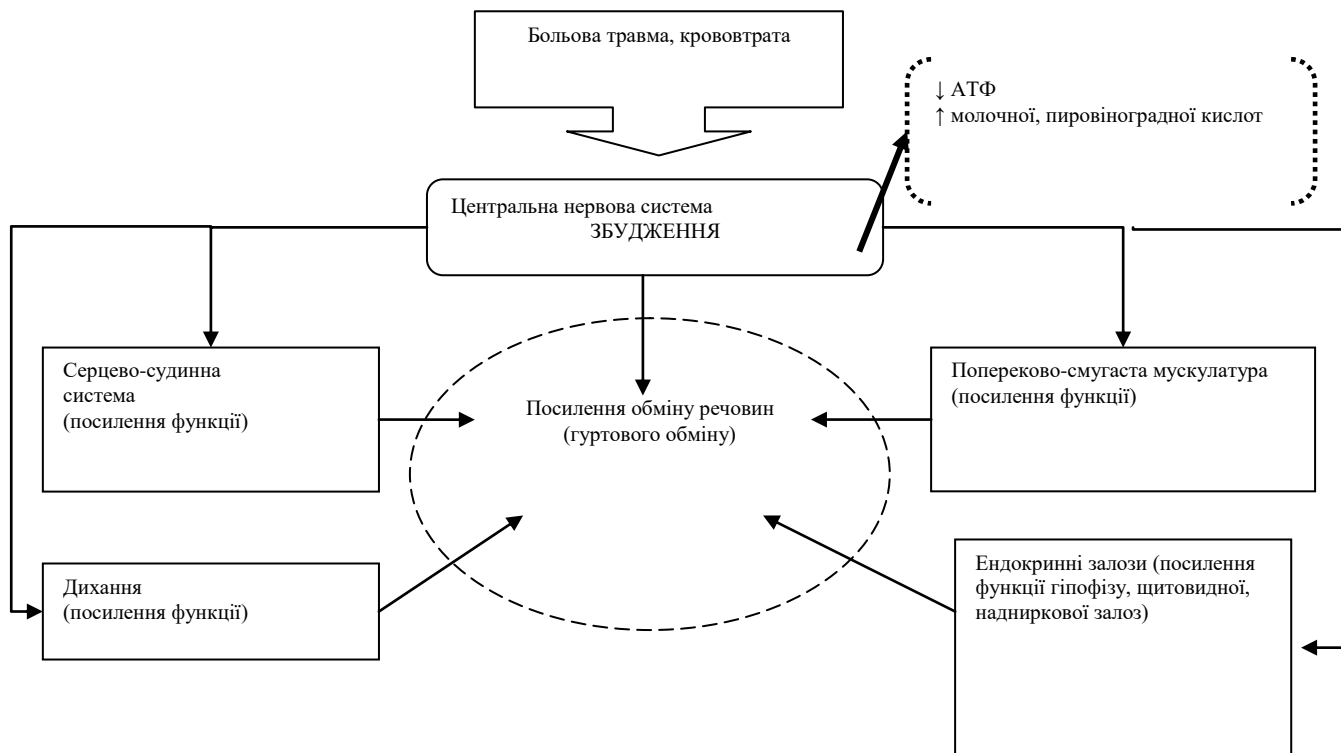 Больова травма, крововтрата
↓ АТФ
↑ молочної, пировіноградної кислот
Центральна нервова система
ЗБУДЖЕННЯ
Серцево-судинна
система
(посилення функції)
Посилення обміну речовин
(гуртового обміну)
Поперeково-смугаста мускулатура
(посилення функції)
Дихання
(посилення функції)
Ендокринні залози (посилення
функції гіпофізу, щитовидної,
надниркової залоз)